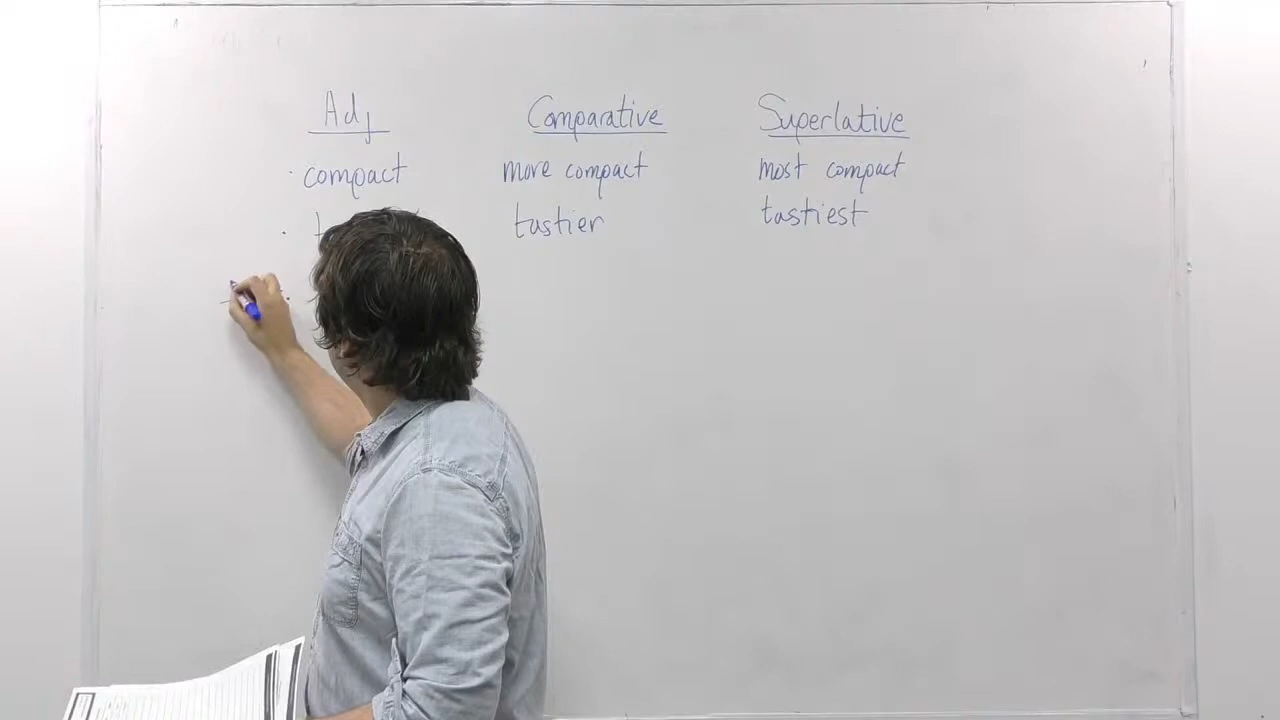 Adj Comparative Superlative
· compact more compact most compact
· tastier tastiest